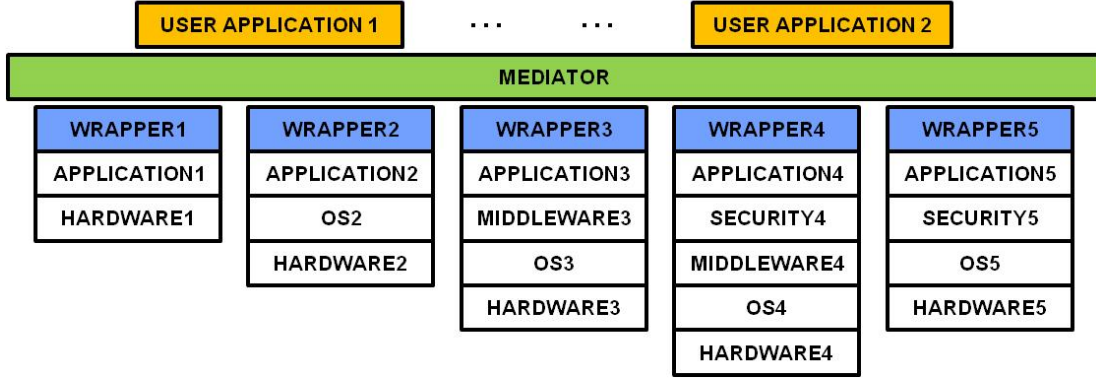 USER APPLICATION 1 ... ... USER APPLICATION 2
MEDIATOR
WRAPPER1 WRAPPER2 WRAPPER3 WRAPPER4 WRAPPER5
APPLICATION1 APPLICATION2 APPLICATION3 APPLICATION4 APPLICATION5
HARDWARE1 OS2 MIDDLEWARE3 SECURITY4 SECURITY5
HARDWARE2 OS3 MIDDLEWARE4 OS5
HARDWARE3 OS4 HARDWARE5
HARDWARE4